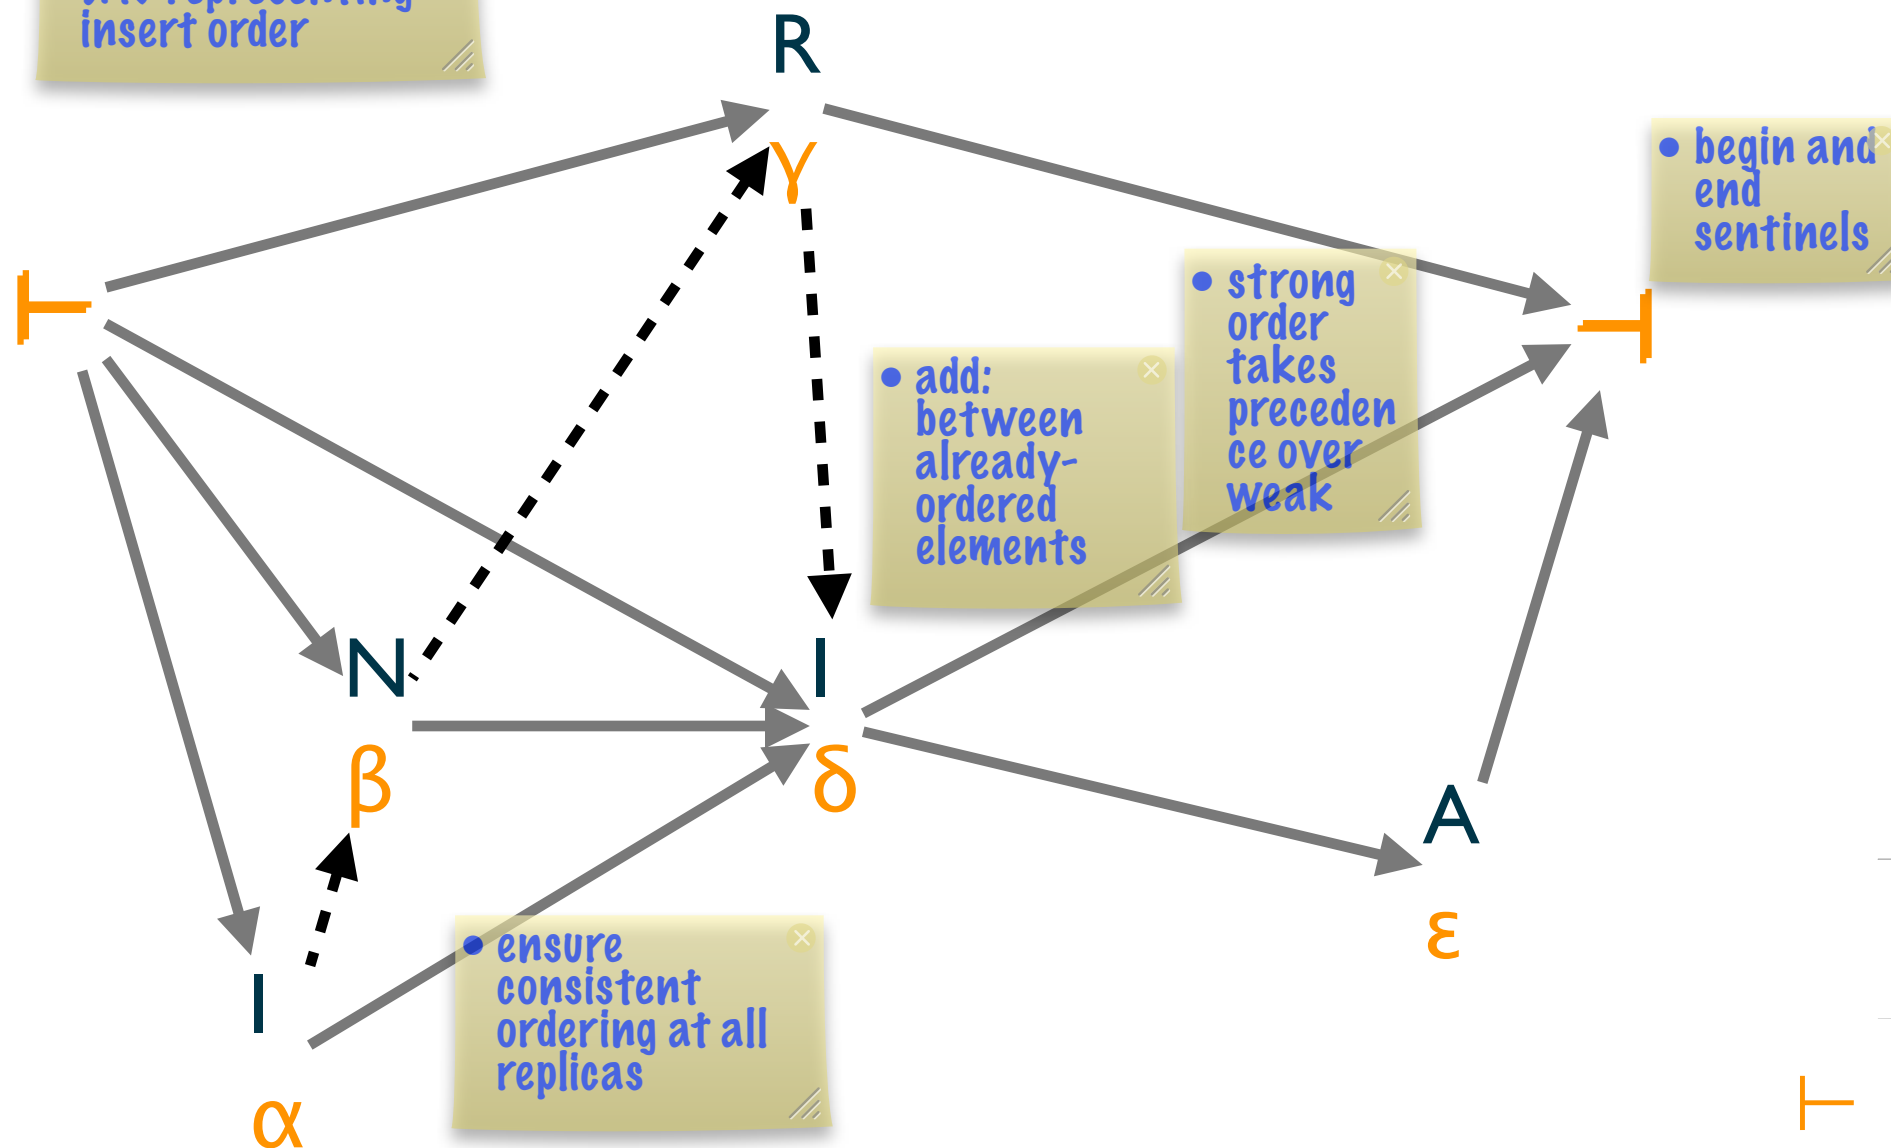 insert order
R
γ
⊢
⊣
• begin and
end
sentinels
• strong
order
takes
preceden
ce over
weak
• add:
between
already-
ordered
elements
N
β
I
δ
A
ε
I
α
• ensure
consistent
ordering at all
replicas
⊢